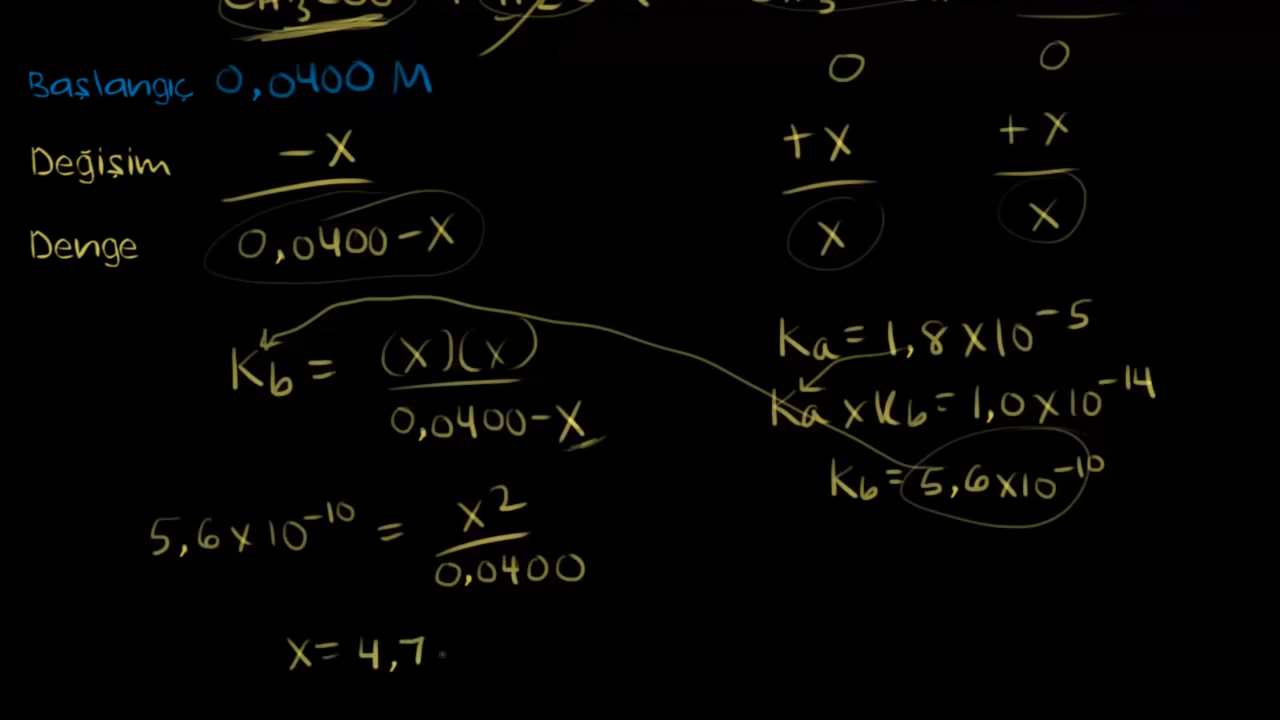 CH3COO
Başlangıç 0,0400 M 0 0
Değişim -X +X +X
Denge 0,0400-X X X
Kb = (X)(X) / 0,0400-X
Ka = 1,8 x 10^-5
Ka x Kb = 1,0 x 10^-14
Kb = 5,6 x 10^-10
5,6 x 10^-10 = X^2 / 0,0400
X = 4,7